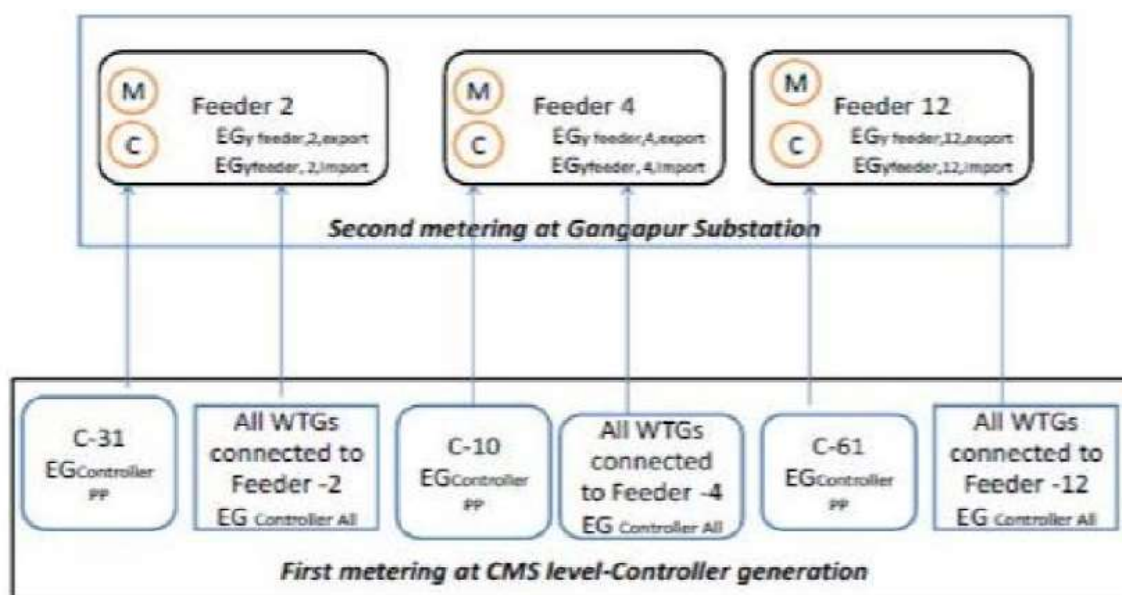 M
C
Feeder 2
EGy feeder,2,export
EGyfeeder, 2,Import
M
C
Feeder 4
EGy feeder,4,export
EGyfeeder, 4,Import
M
C
Feeder 12
EGy feeder,12,export
EGyfeeder,12,Import
Second metering at Gangapur Substation
C-31
EGController
PP
All WTGs
connected to
Feeder -2
EG Controller All
C-10
EGController
PP
All WTGs
connected
to Feeder -4
EG Controller All
C-61
EGController
PP
All WTGs
connected to
Feeder -12
EG Controller All
First metering at CMS level-Controller generation